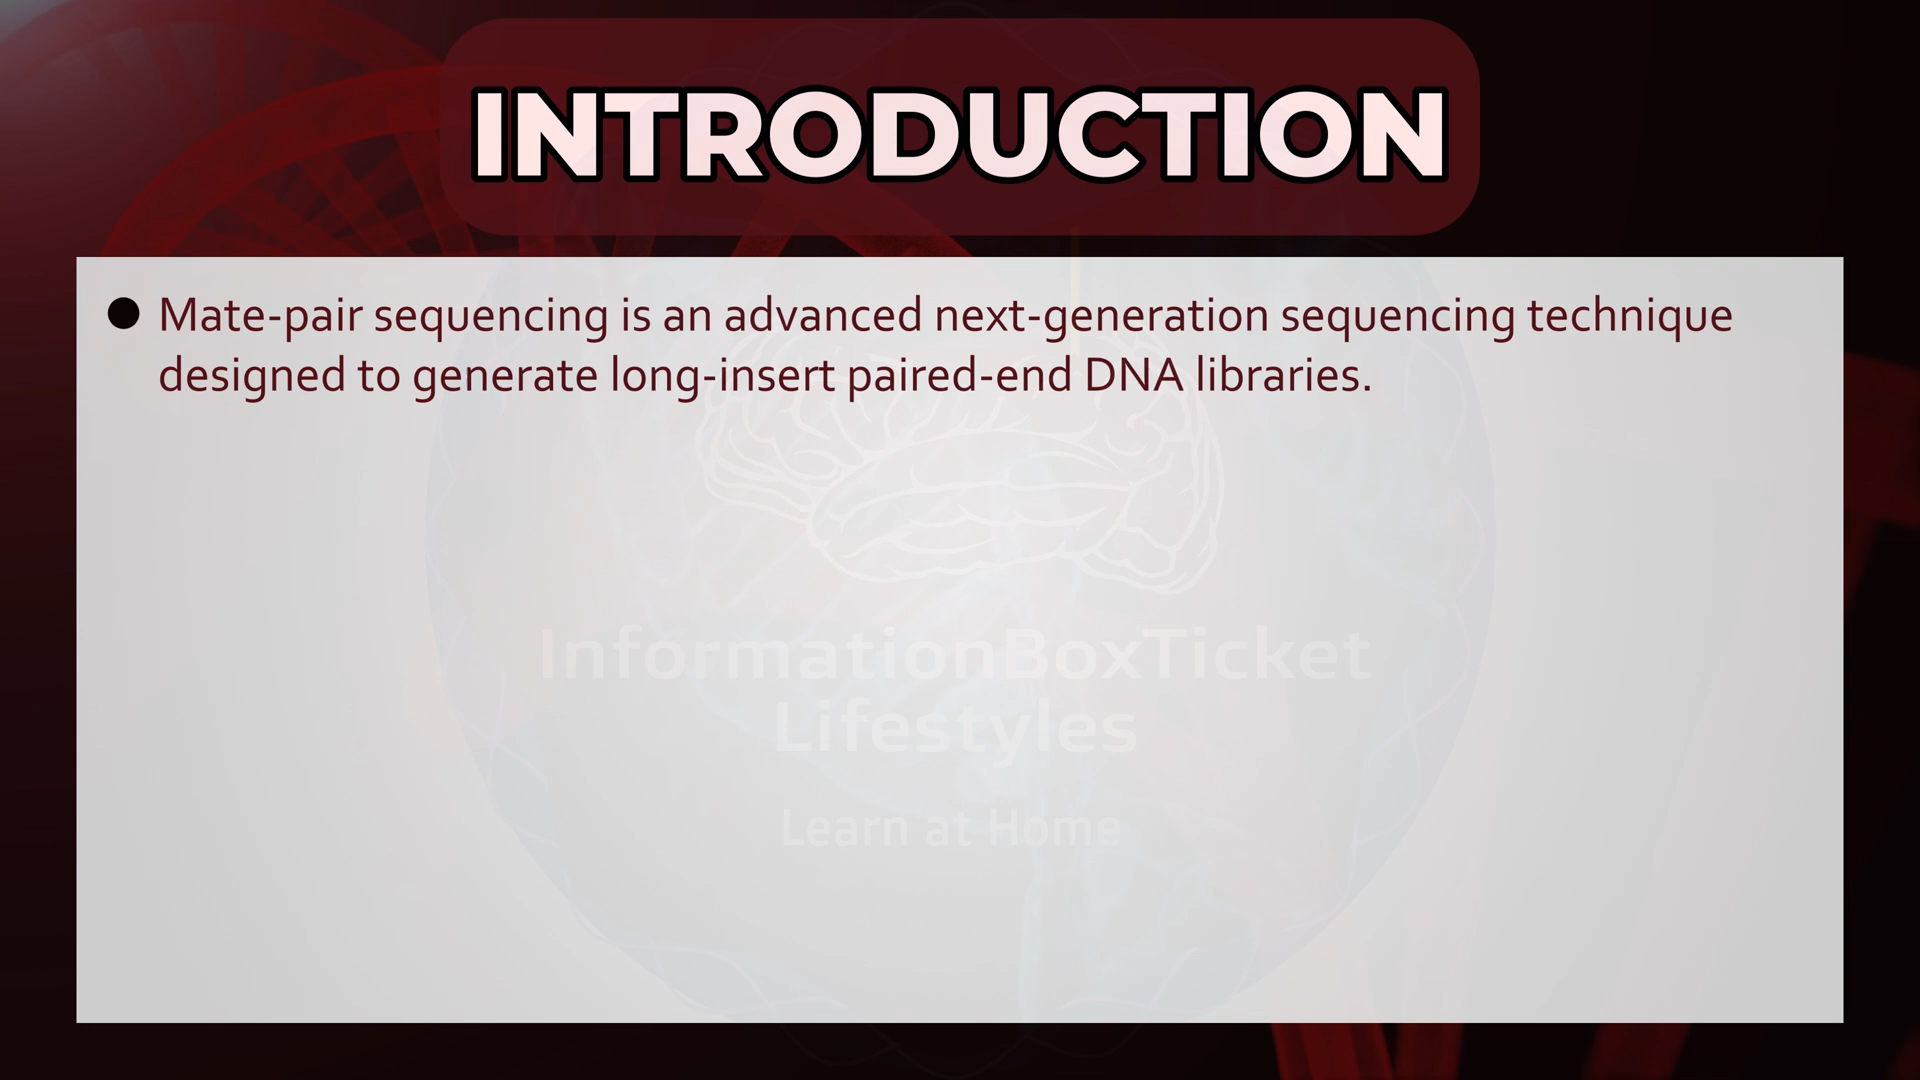 INTRODUCTION
Mate-pair sequencing is an advanced next-generation sequencing technique
designed to generate long-insert paired-end DNA libraries.
InformationBoxTicket
Lifestyles
Learn at Home